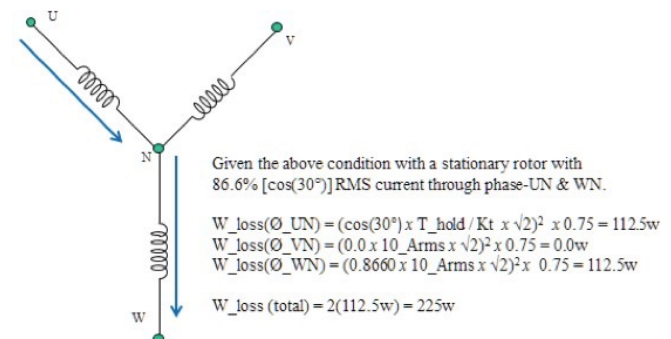 U
V
N
Given the above condition with a stationary rotor with
86.6% [cos(30°)] RMS current through phase-UN & WN.
W_loss(Ø_UN) = (cos(30°) x T_hold / Kt x √2)² x 0.75 = 112.5w
W_loss(Ø_VN) = (0.0 x 10_Arms x √2)² x 0.75 = 0.0w
W_loss(Ø_WN) = (0.8660 x 10_Arms x √2)² x 0.75 = 112.5w
W_loss (total) = 2(112.5w) = 225w
W